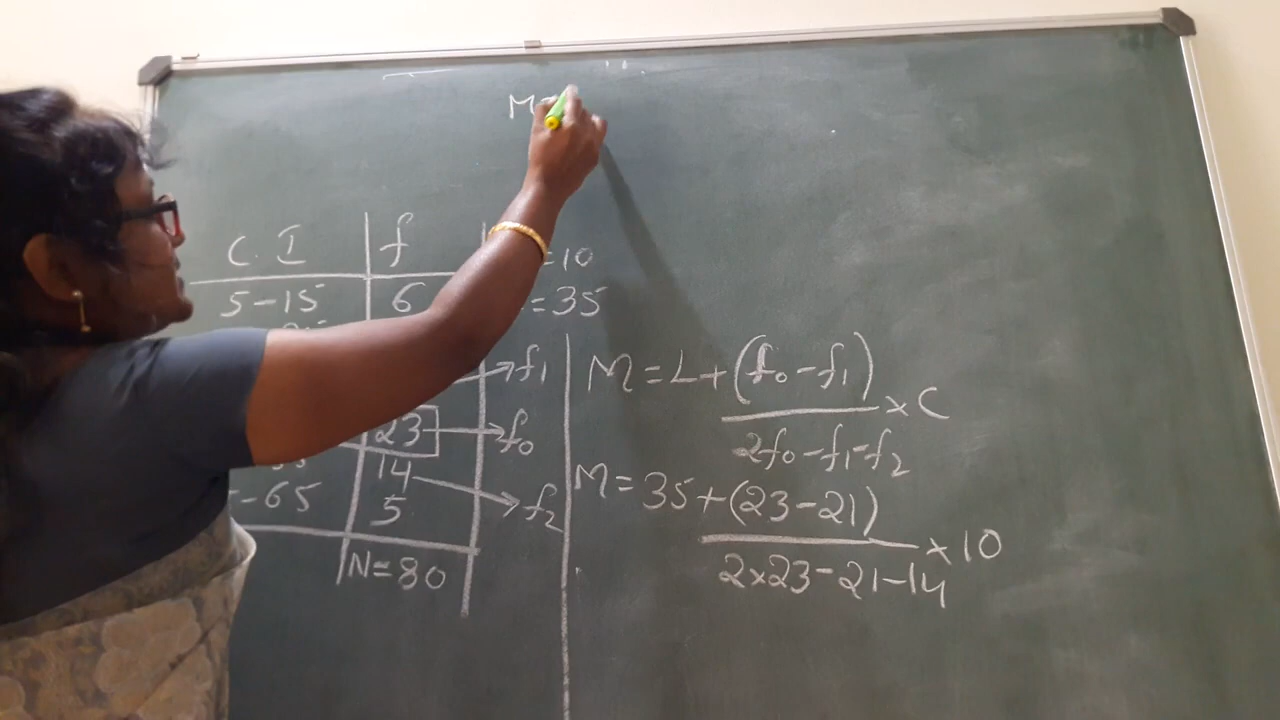 M
C.I f =10
5-15 6 =35
f1
23 f0
14
-65 5 f2
N=80
M=L+(f0-f1)
×C
2f0-f1-f2
M=35+(23-21)
×10
2×23-21-14